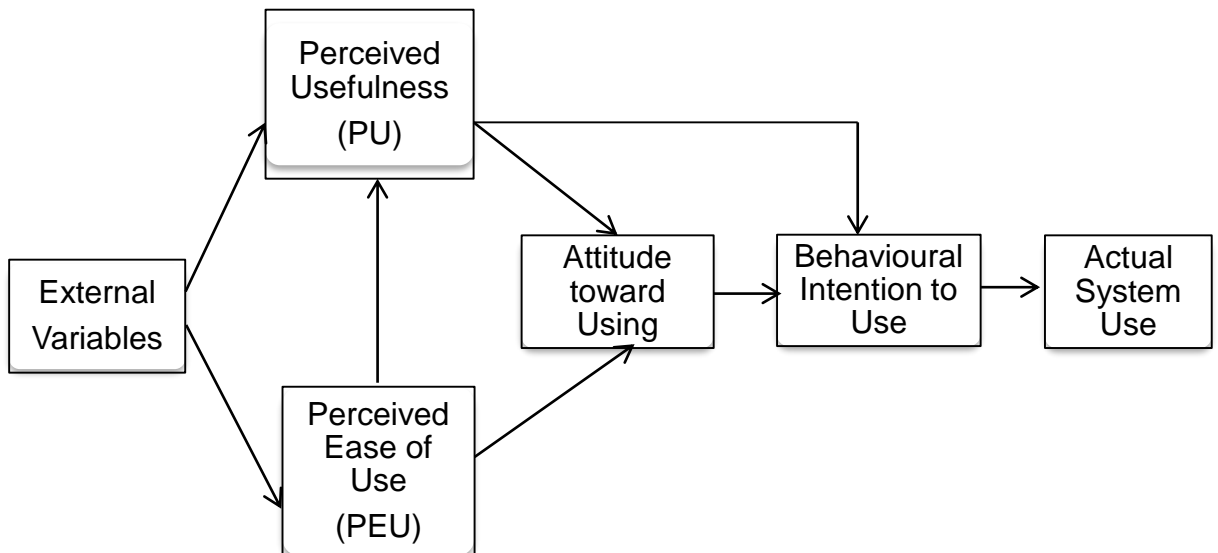 Perceived
Usefulness
(PU)
External
Variables
Perceived
Ease of
Use
(PEU)
Attitude
toward
Using
Behavioural
Intention to
Use
Actual
System
Use